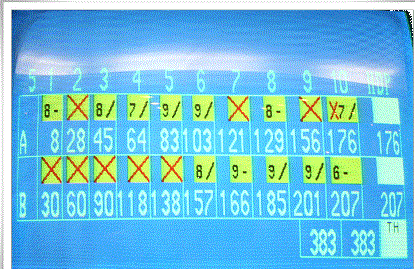 5 1 2 3 4 5 6 7 8 9 10
8- X 8/ 7/ 9/ 9/ X 8- X X7/
A 8 28 45 64 83 103 121 129 156 176 176
X X X X X 8/ 9- 9/ 9/ 6-
B 30 60 90 118 138 157 166 185 201 207 207
TH
383 383